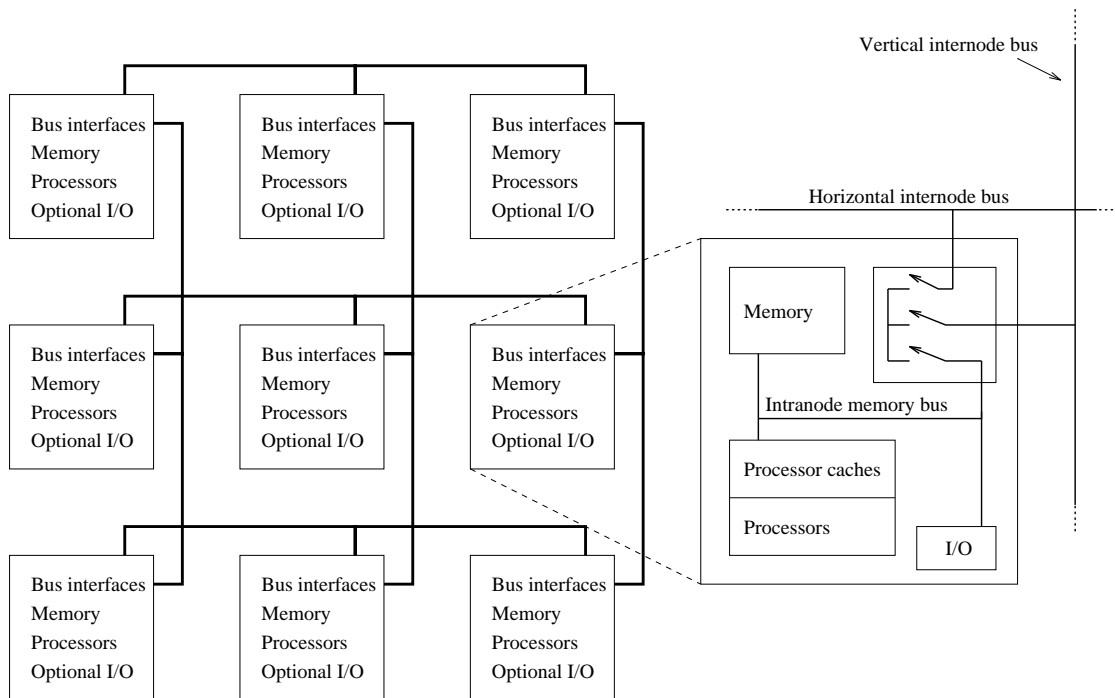 Vertical internode bus
Bus interfaces
Memory
Processors
Optional I/O
Bus interfaces
Memory
Processors
Optional I/O
Bus interfaces
Memory
Processors
Optional I/O
Horizontal internode bus
Bus interfaces
Memory
Processors
Optional I/O
Bus interfaces
Memory
Processors
Optional I/O
Bus interfaces
Memory
Processors
Optional I/O
Memory
Intranode memory bus
Processor caches
Processors
I/O
Bus interfaces
Memory
Processors
Optional I/O
Bus interfaces
Memory
Processors
Optional I/O
Bus interfaces
Memory
Processors
Optional I/O